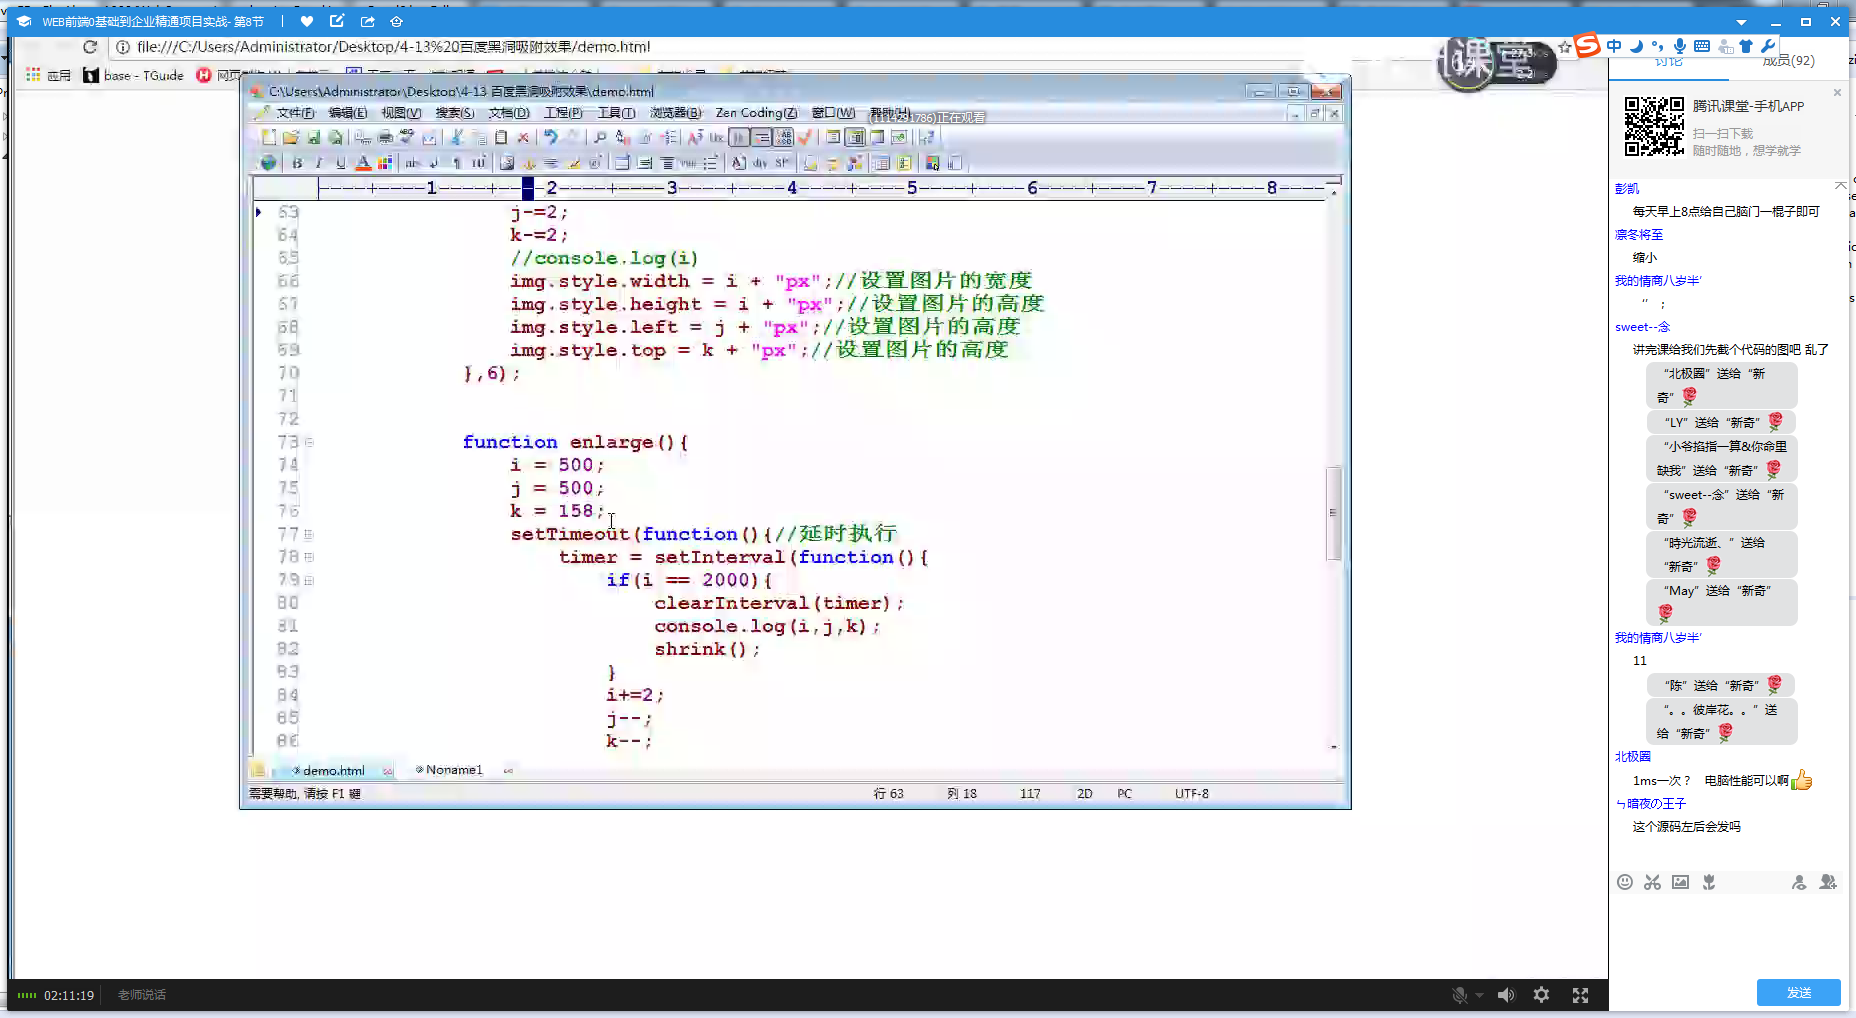 WEB前端0基础到企业精通项目实战- 第8节
file:///C:/Users/Administrator/Desktop/4-13%20百度黑洞吸附效果/demo.html
应用
base - TGuide
C:\Users\Administrator\Desktop\4-13 百度黑洞吸附效果\demo.html
文件(F) 编辑(E) 视图(V) 搜索(S) 文档(D) 工程(P) 工具(T) 浏览器(B) Zen Coding(Z) 窗口(W) 帮助(H)
正在观看
1 2 3 4 5 6 7 8
63 j-=2;
64 k-=2;
65 //console.log(i)
66 img.style.width = i + "px";//设置图片的宽度
67 img.style.height = i + "px";//设置图片的高度
68 img.style.left = j + "px";//设置图片的高度
69 img.style.top = k + "px";//设置图片的高度
70 },6);
71
72
73 function enlarge(){
74 i = 500;
75 j = 500;
76 k = 158;
77 setTimeout(function(){//延时执行
78 timer = setInterval(function(){
79 if(i == 2000){
80 clearInterval(timer);
81 console.log(i,j,k);
82 shrink();
83 }
84 i+=2;
85 j--;
86 k--;
demo.html
Noname1
需要帮助, 请按 F1 键
行 63 列 18 117 2D PC UTF-8
课堂
中
讨论
成员(92)
腾讯课堂-手机APP
扫一扫下载
随时随地，想学就学
彭凯
每天早上8点给自己脑门一棍子即可
凛冬将至
缩小
我的情商八岁半'
” ；
sweet--念
讲完课给我们先截个代码的图吧 乱了
“北极圈”送给“新
奇”
“LY”送给“新奇”
“小爷掐指一算&你命里
缺我”送给“新奇”
“sweet--念”送给“新
奇”
“時光流逝、”送给
“新奇”
“May”送给“新奇”
我的情商八岁半'
11
“陈”送给“新奇”
“。。彼岸花。。”送
给“新奇”
北极圈
1ms一次？ 电脑性能可以啊
ㄣ暗夜の王子
这个源码左后会发吗
02:11:19
老师说话
发送